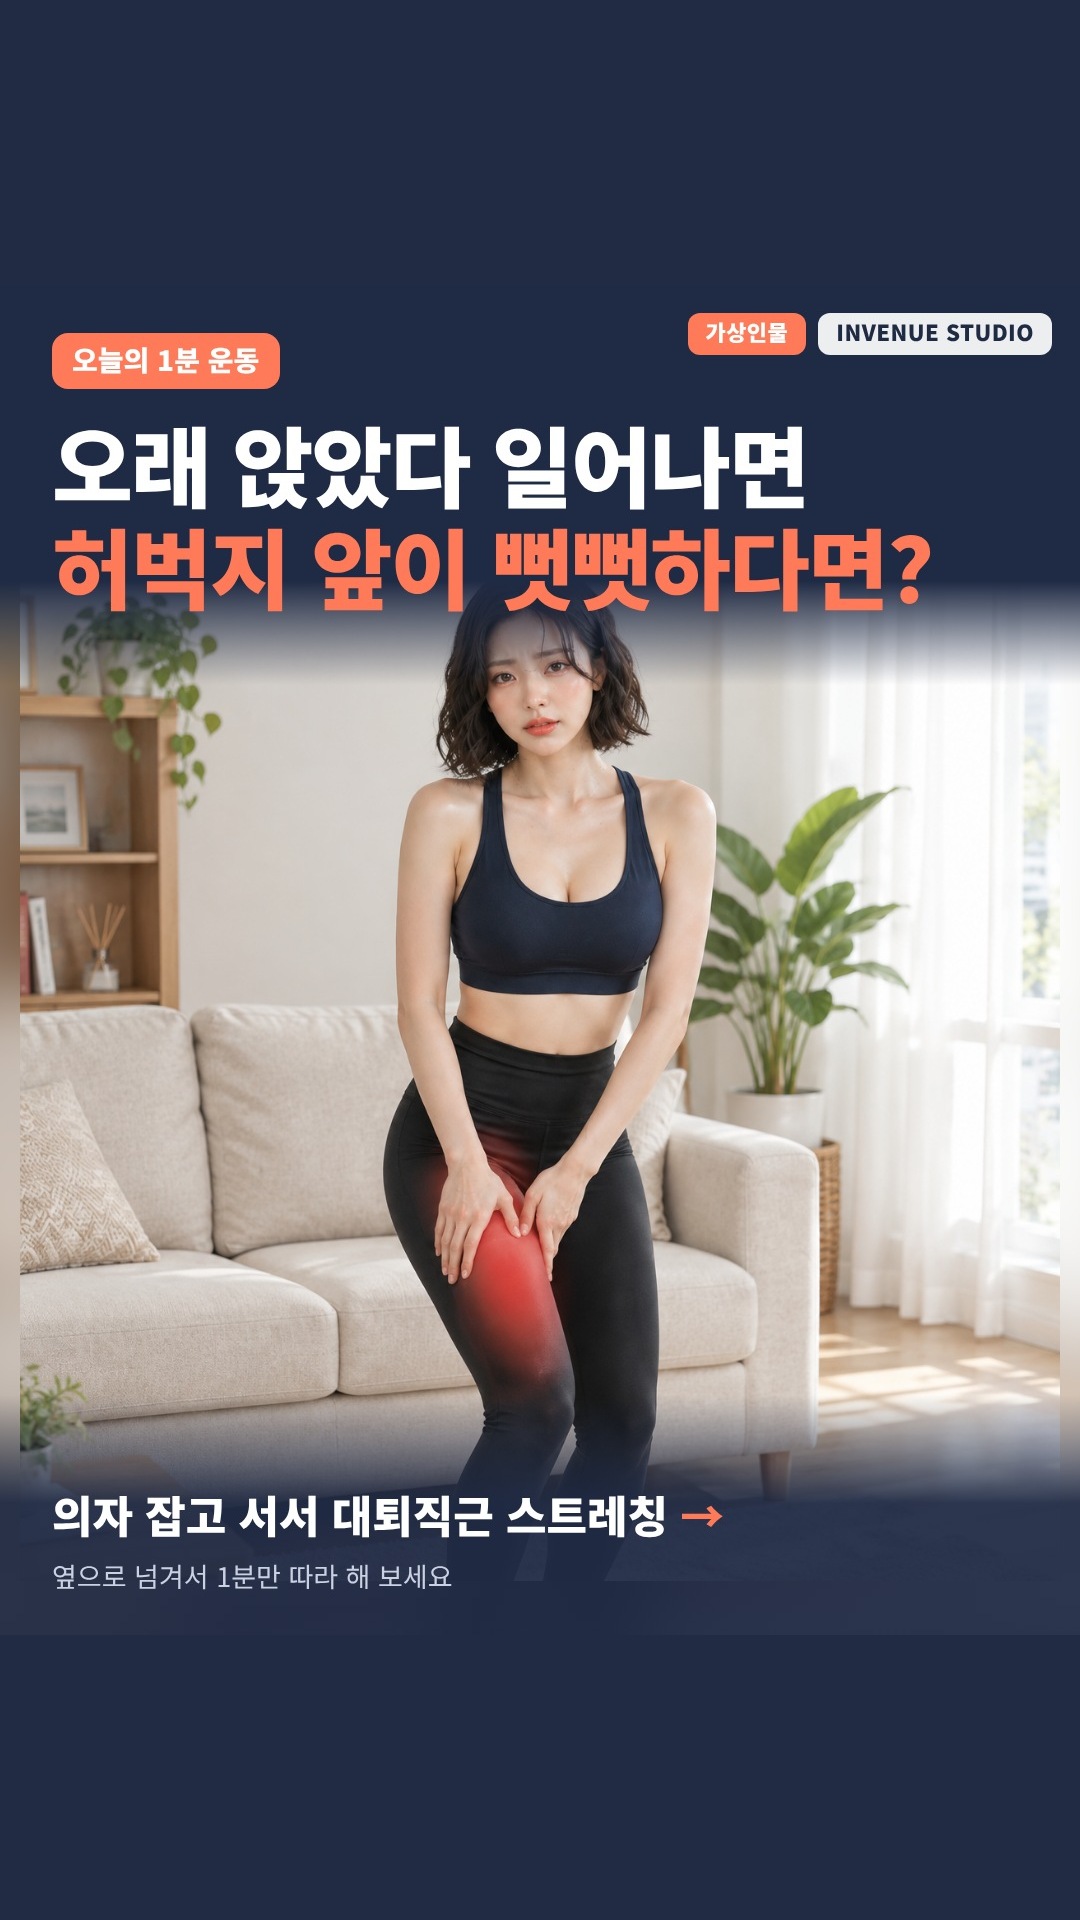 가상인물 INVENUE STUDIO
오늘의 1분 운동
오래 앉았다 일어나면
허벅지 앞이 뻣뻣하다면?
의자 잡고 서서 대퇴직근 스트레칭 →
옆으로 넘겨서 1분만 따라 해 보세요